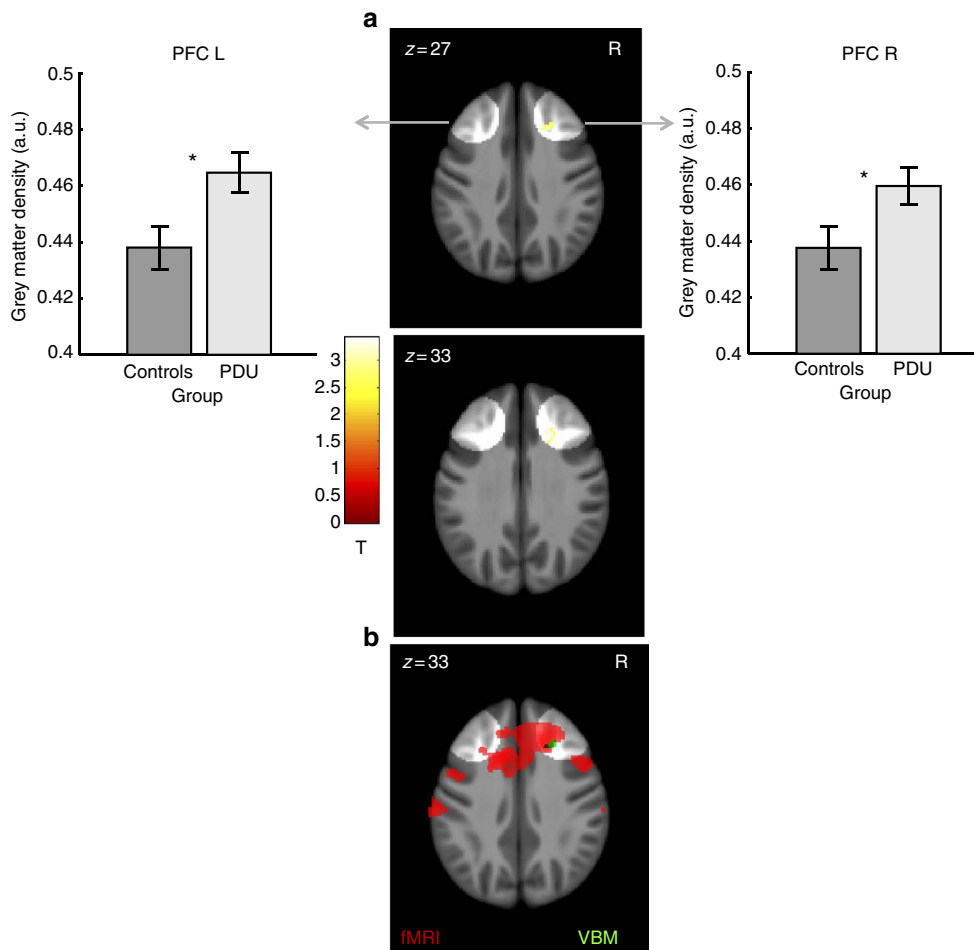 a
PFC L
Grey matter density (a.u.)
0.5
0.48
0.46
0.44
0.42
0.4
*
Controls
PDU
Group
z=27
R
PFC R
Grey matter density (a.u.)
0.5
0.48
0.46
0.44
0.42
0.4
*
Controls
PDU
Group
z=33
3
2.5
2
1.5
1
0.5
0
T
b
z=33
R
fMRI
VBM